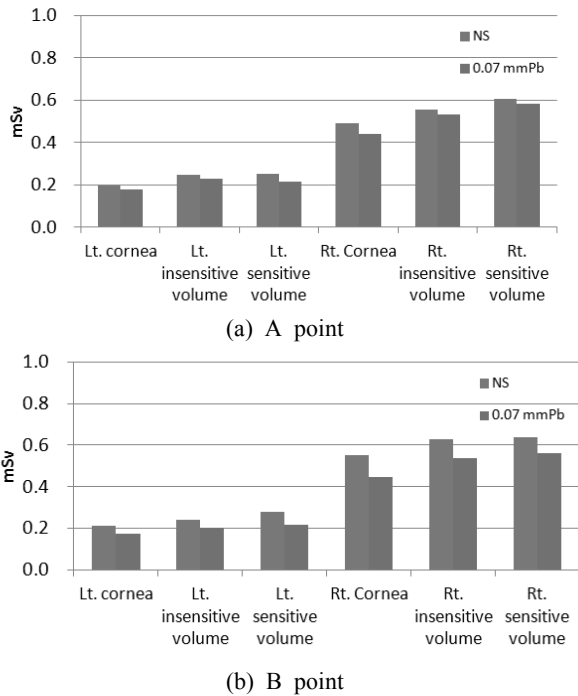 1.0
0.8
0.6
0.4
0.2
0.0
mSv
NS
0.07 mmPb
Lt. cornea Lt. insensitive volume Lt. sensitive volume Rt. Cornea Rt. insensitive volume Rt. sensitive volume
(a) A point
1.0
0.8
0.6
0.4
0.2
0.0
mSv
NS
0.07 mmPb
Lt. cornea Lt. insensitive volume Lt. sensitive volume Rt. Cornea Rt. insensitive volume Rt. sensitive volume
(b) B point